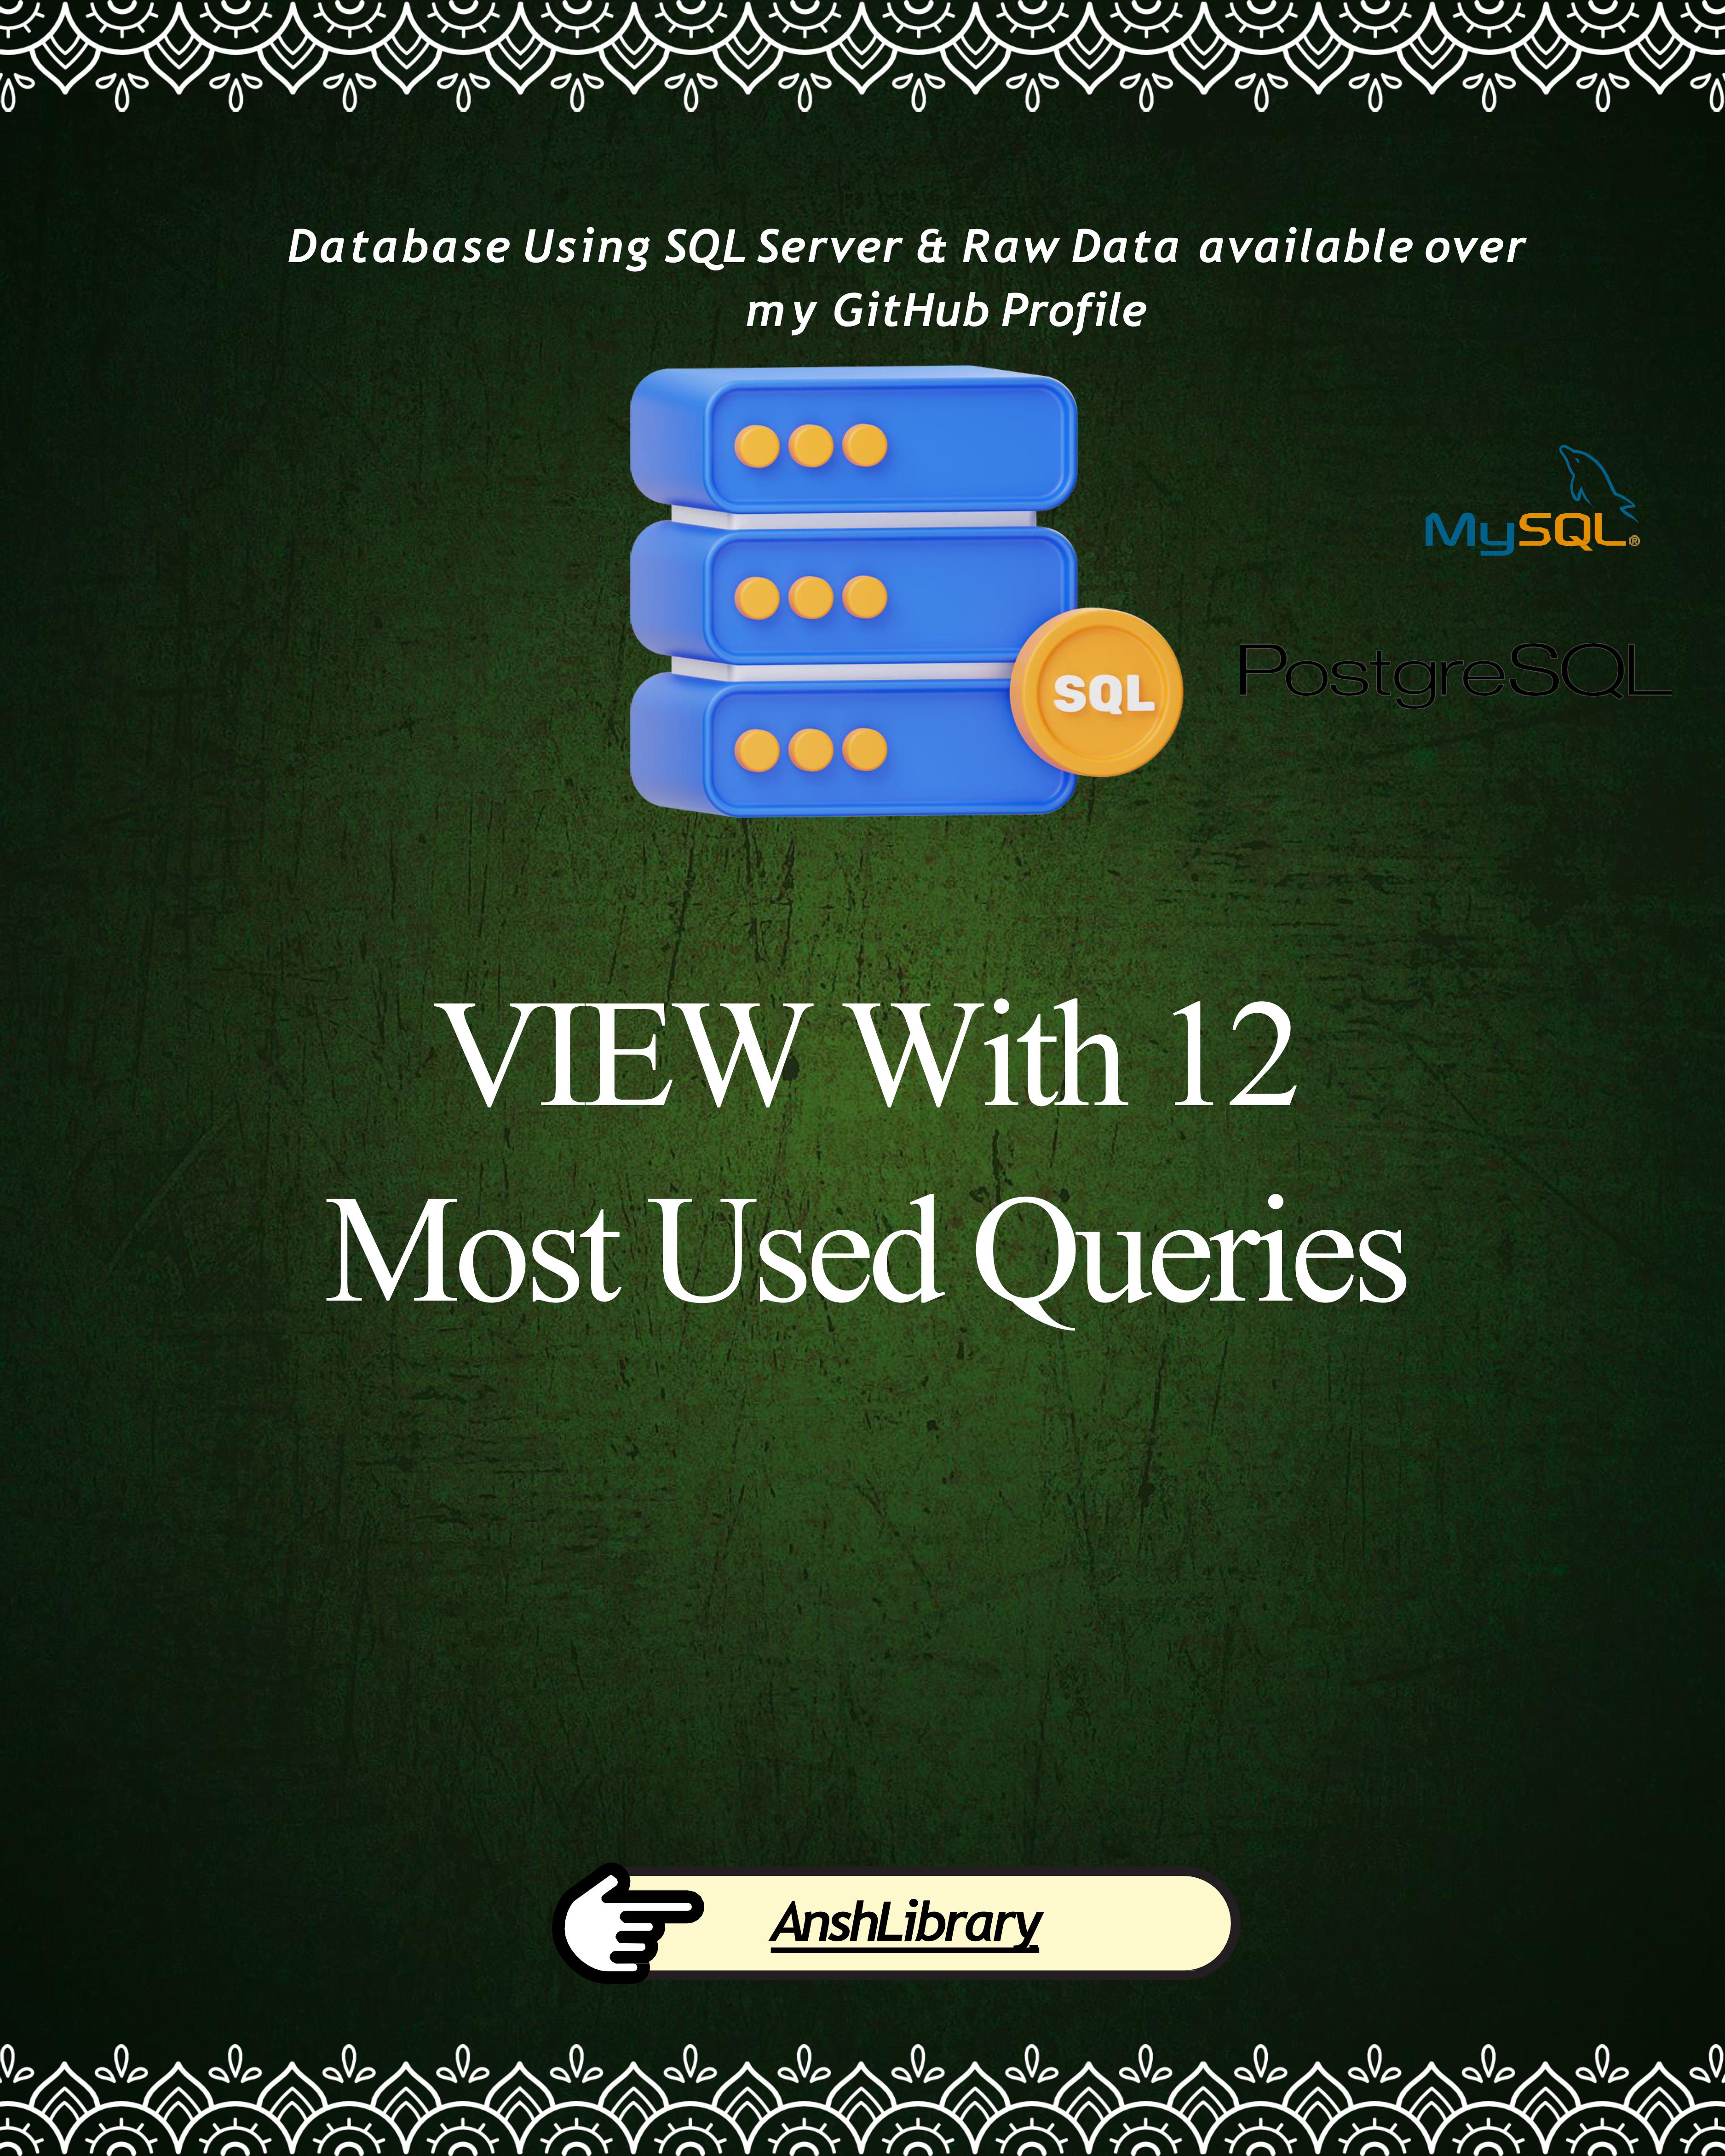 Database Using SQL Server & Raw Data available over
my GitHub Profile
MySQL®
SQL
PostgreSQL
VIEW With 12
Most Used Queries
AnshLibrary